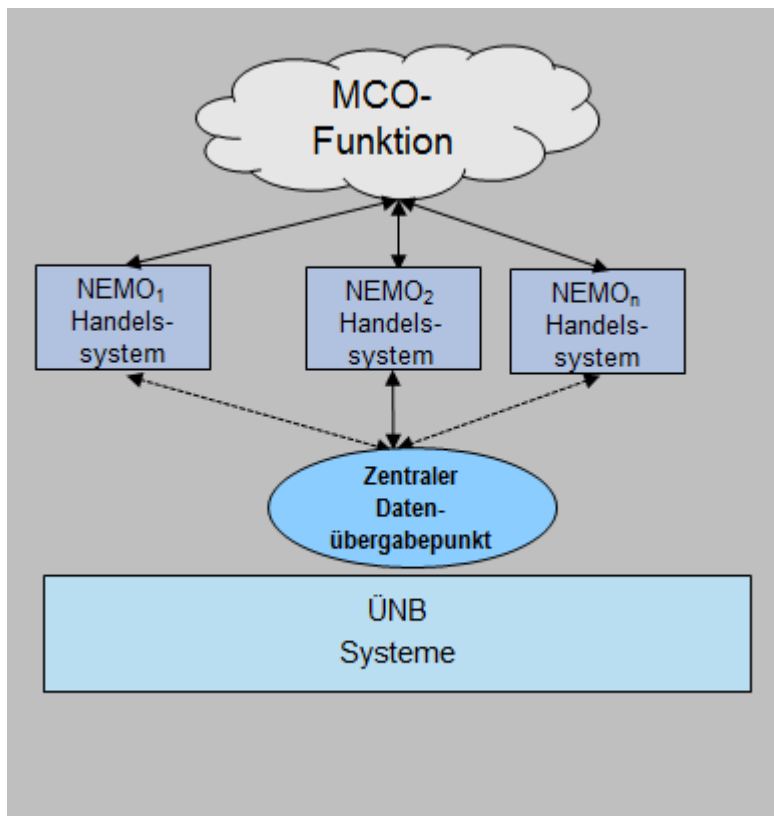 MCO-
Funktion
NEMO₁
Handels-
system
NEMO₂
Handels-
system
NEMOₙ
Handels-
system
Zentraler
Daten-
übergabepunkt
ÜNB
Systeme